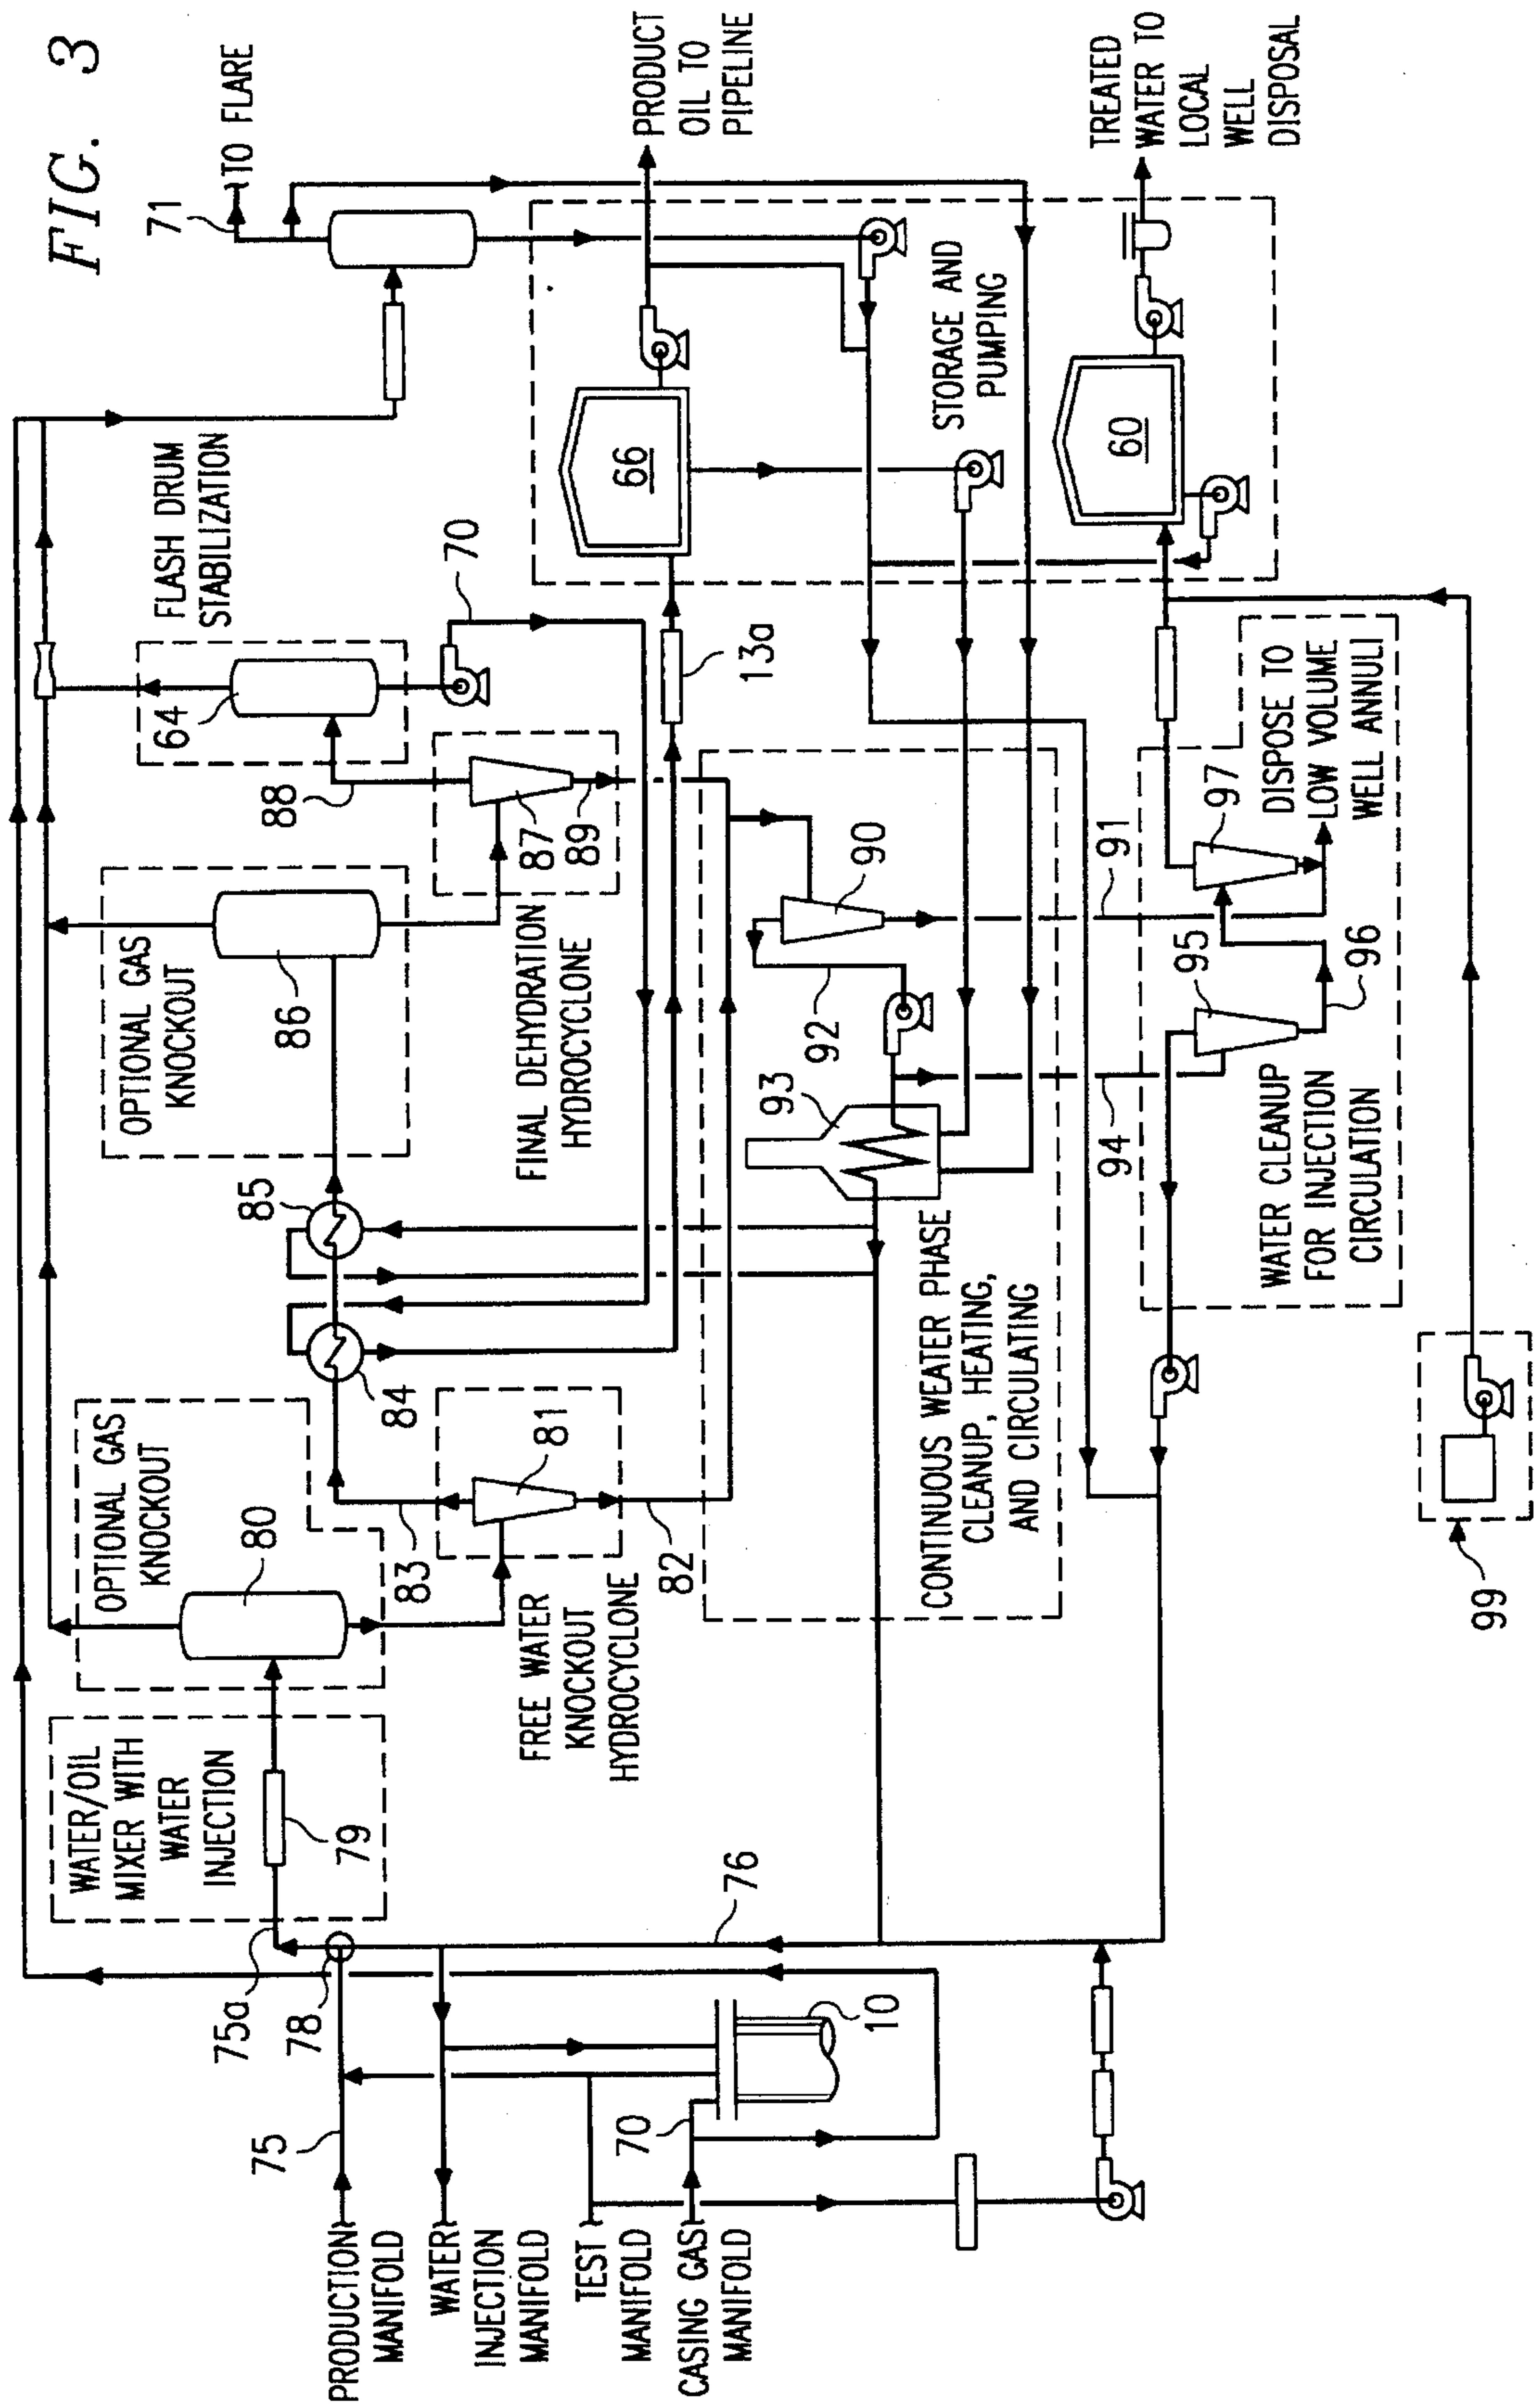 FIG. 3
71
TO FLARE
FLASH DRUM
STABILIZATION
64
70
88
OPTIONAL GAS
KNOCKOUT
86
85
84
OPTIONAL GAS
KNOCKOUT
80
WATER/OIL
MIXER WITH
WATER
INJECTION
79
75a
78
75
PRODUCTION
MANIFOLD
WATER
INJECTION
MANIFOLD
TEST
MANIFOLD
CASING GAS
MANIFOLD
70
10
76
83
81
82
FREE WATER
KNOCKOUT
HYDROCYCLONE
FINAL DEHYDRATION
HYDROCYCLONE
87
89
13a
66
PRODUCT
OIL TO
PIPELINE
STORAGE AND
PUMPING
60
TREATED
WATER TO
LOCAL
WELL
DISPOSAL
90
92
93
91
94
CONTINUOUS WEATER PHASE
CLEANUP, HEATING,
AND CIRCULATING
95
96
97
DISPOSE TO
LOW VOLUME
WELL ANNULI
WATER CLEANUP
FOR INJECTION
CIRCULATION
99